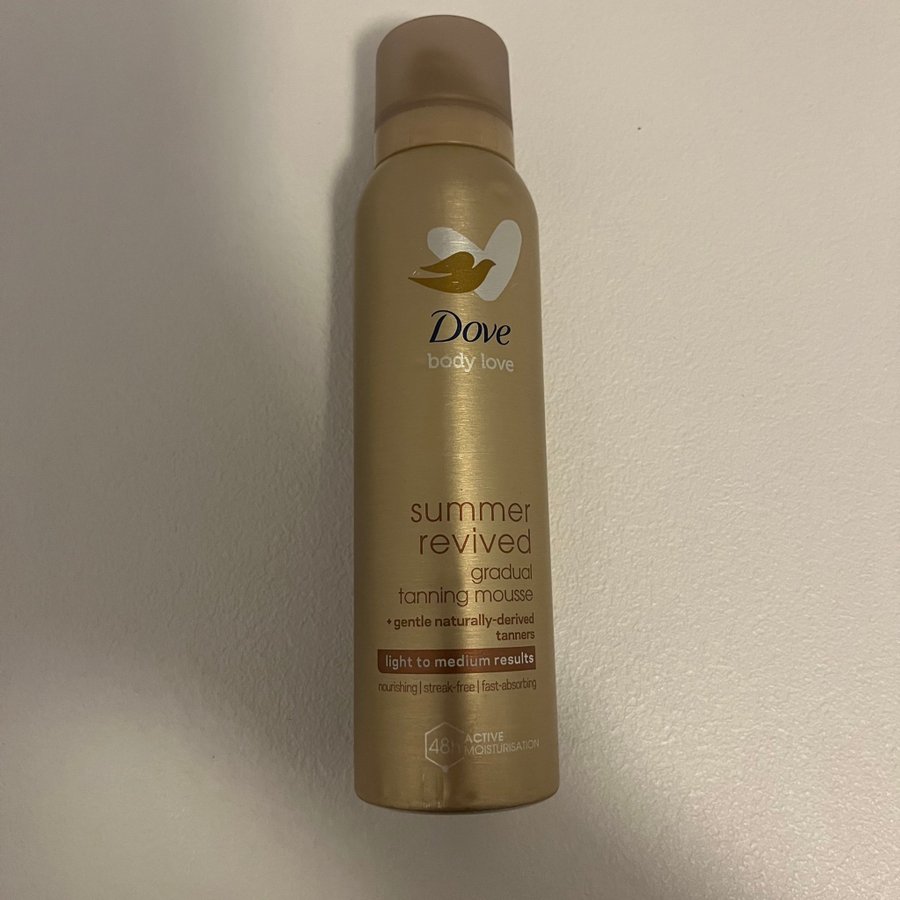 Dove
body love
summer
revived
gradual
tanning mousse
+ gentle naturally-derived
tanners
light to medium results
nourishing | streak-free | fast-absorbing
48h ACTIVE
MOISTURISATION